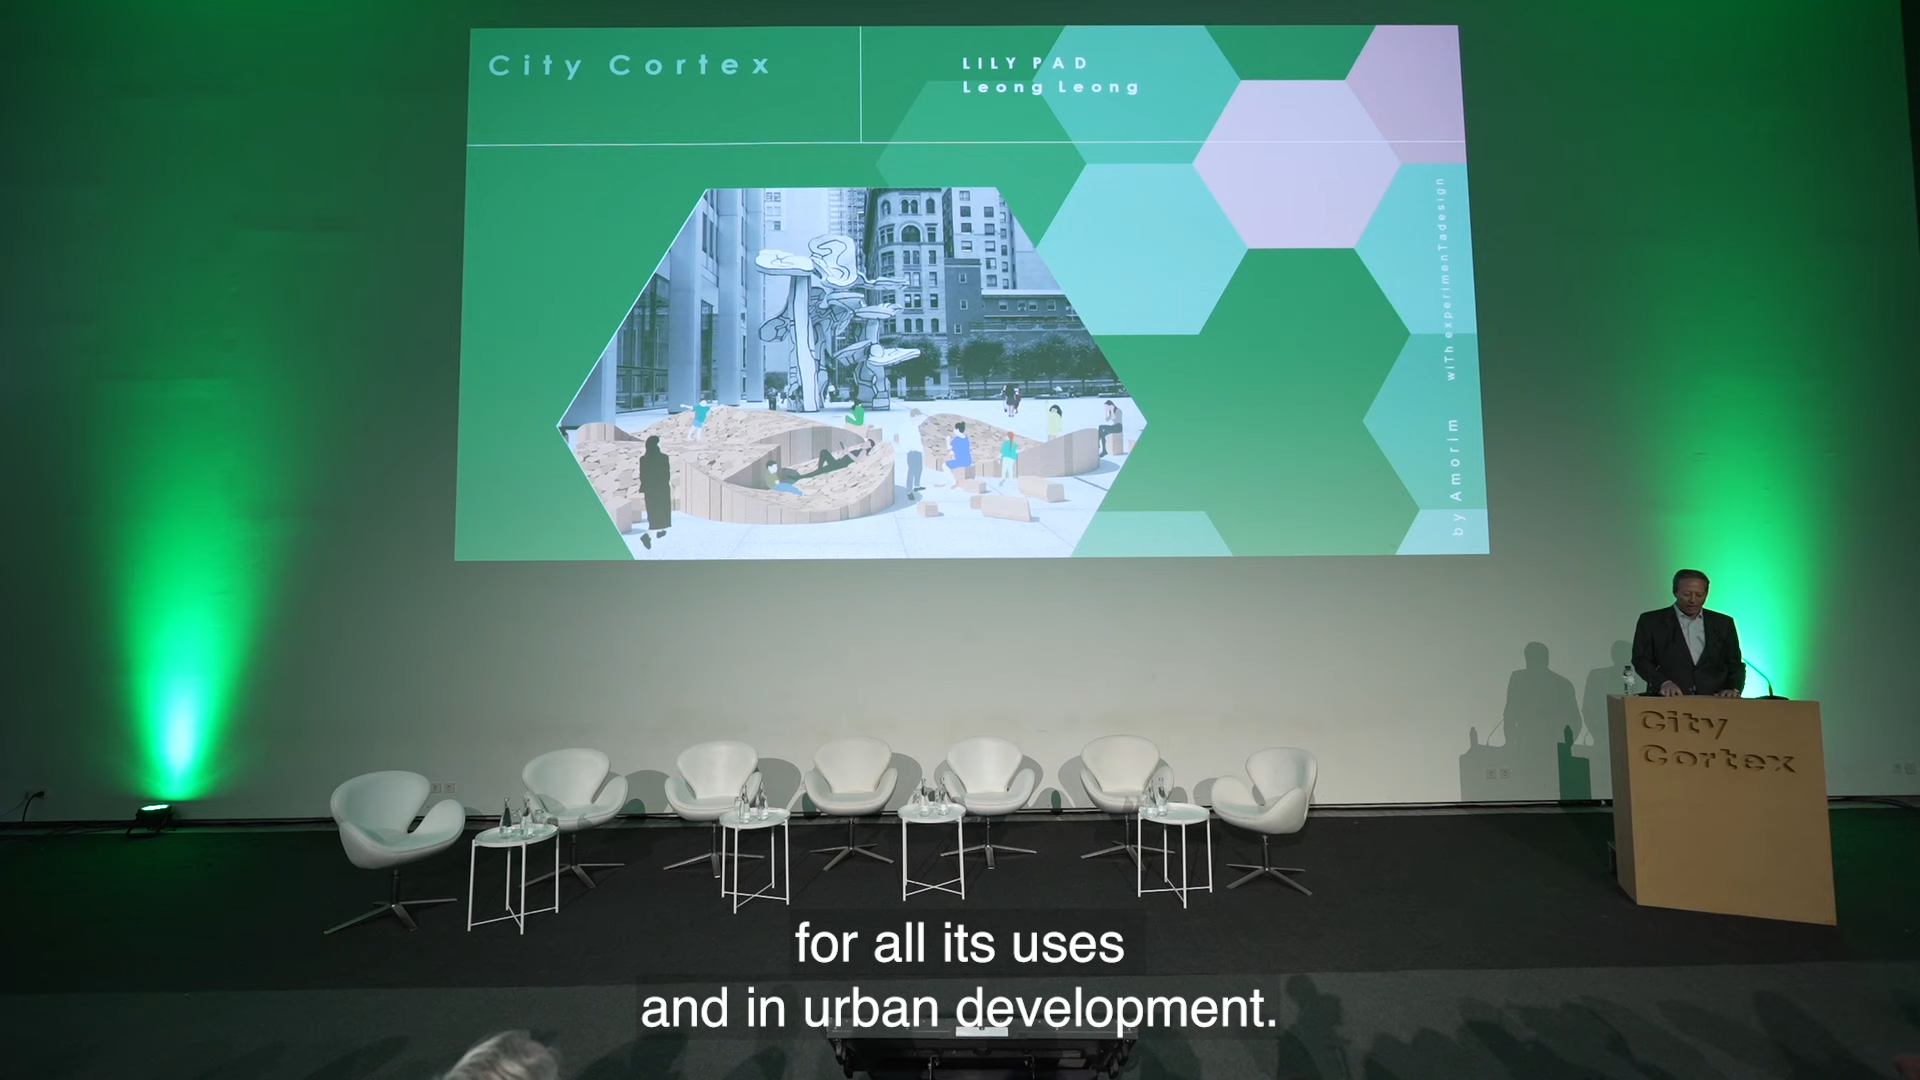 City Cortex
LILY PAD
Leong Leong
by Amorim wiTh experimenTadesign
City
Cortex
for all its uses
and in urban development.